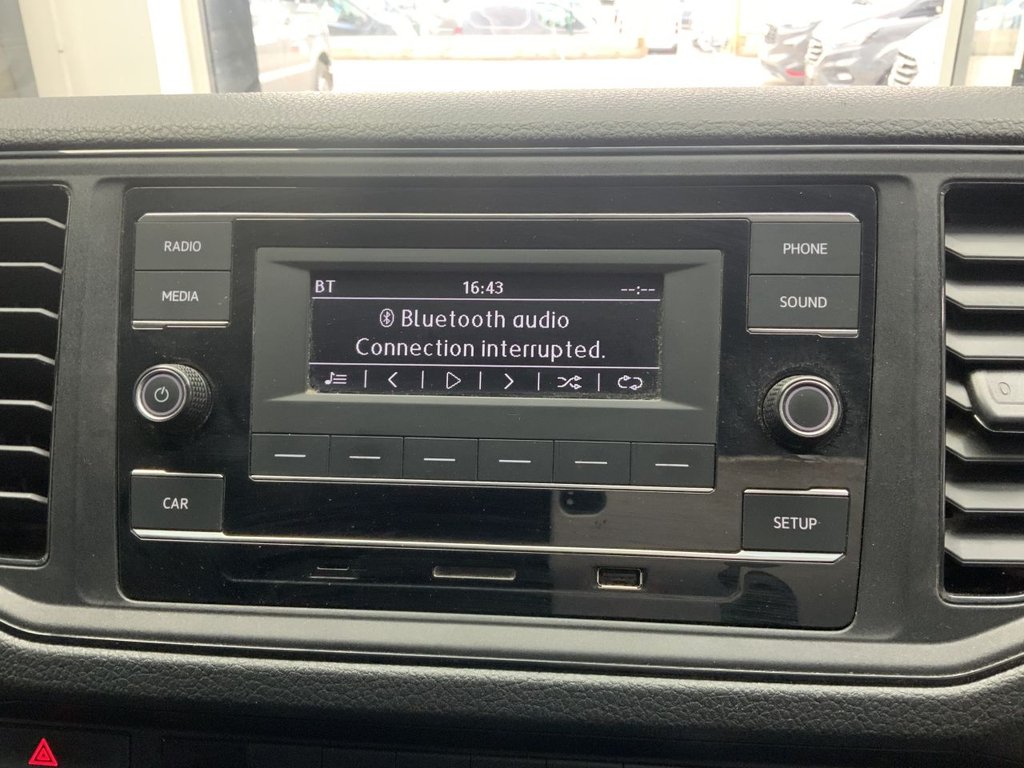 RADIO
MEDIA
BT 16:43 --:--
Bluetooth audio
Connection interrupted.
PHONE
SOUND
CAR
SETUP